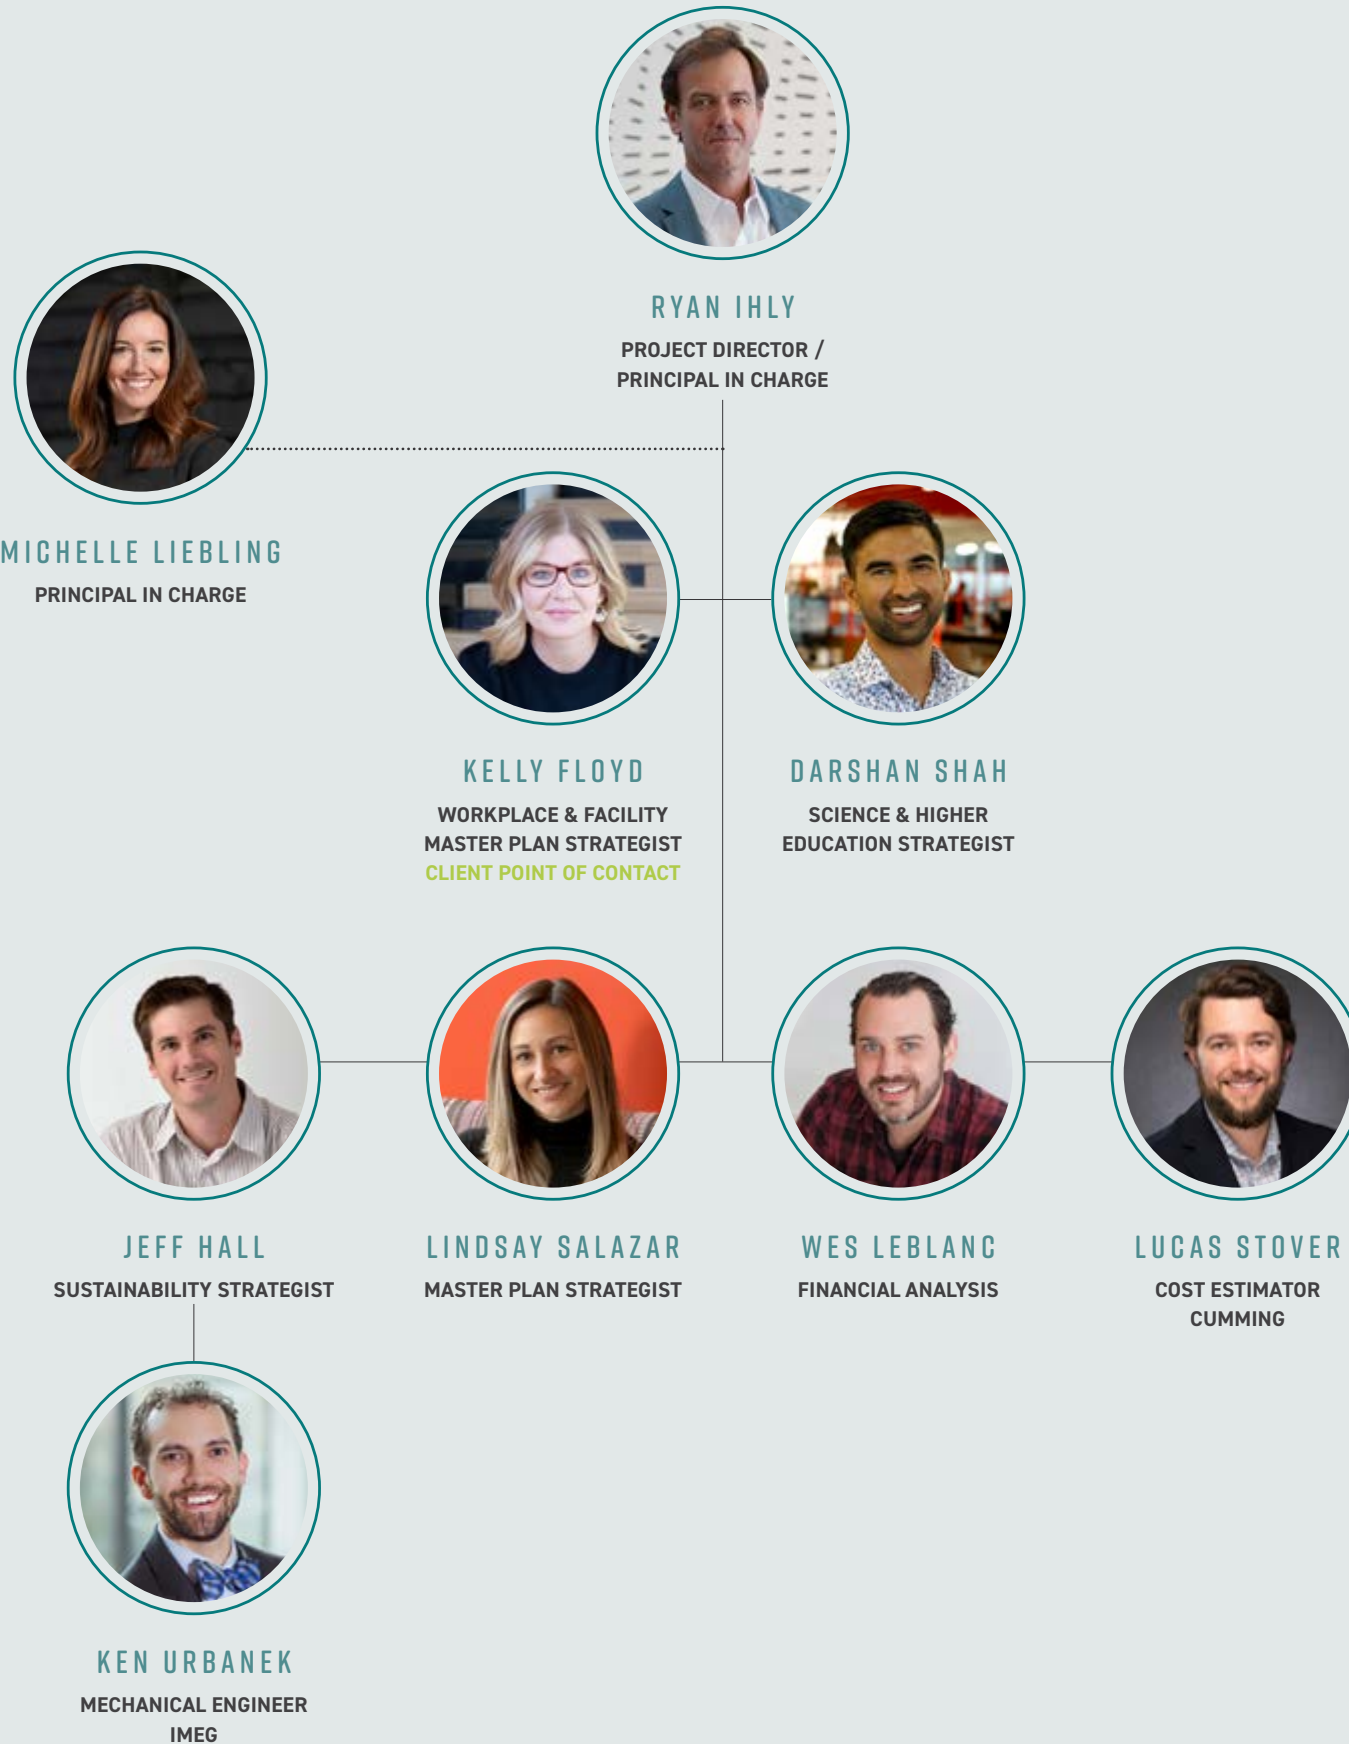 RYAN IHLY
PROJECT DIRECTOR /
PRINCIPAL IN CHARGE
MICHELLE LIEBLING
PRINCIPAL IN CHARGE
KELLY FLOYD
WORKPLACE & FACILITY
MASTER PLAN STRATEGIST
CLIENT POINT OF CONTACT
DARSHAN SHAH
SCIENCE & HIGHER
EDUCATION STRATEGIST
JEFF HALL
SUSTAINABILITY STRATEGIST
LINDSAY SALAZAR
MASTER PLAN STRATEGIST
WES LEBLANC
FINANCIAL ANALYSIS
LUCAS STOVER
COST ESTIMATOR
CUMMING
KEN URBANEK
MECHANICAL ENGINEER
IMEG